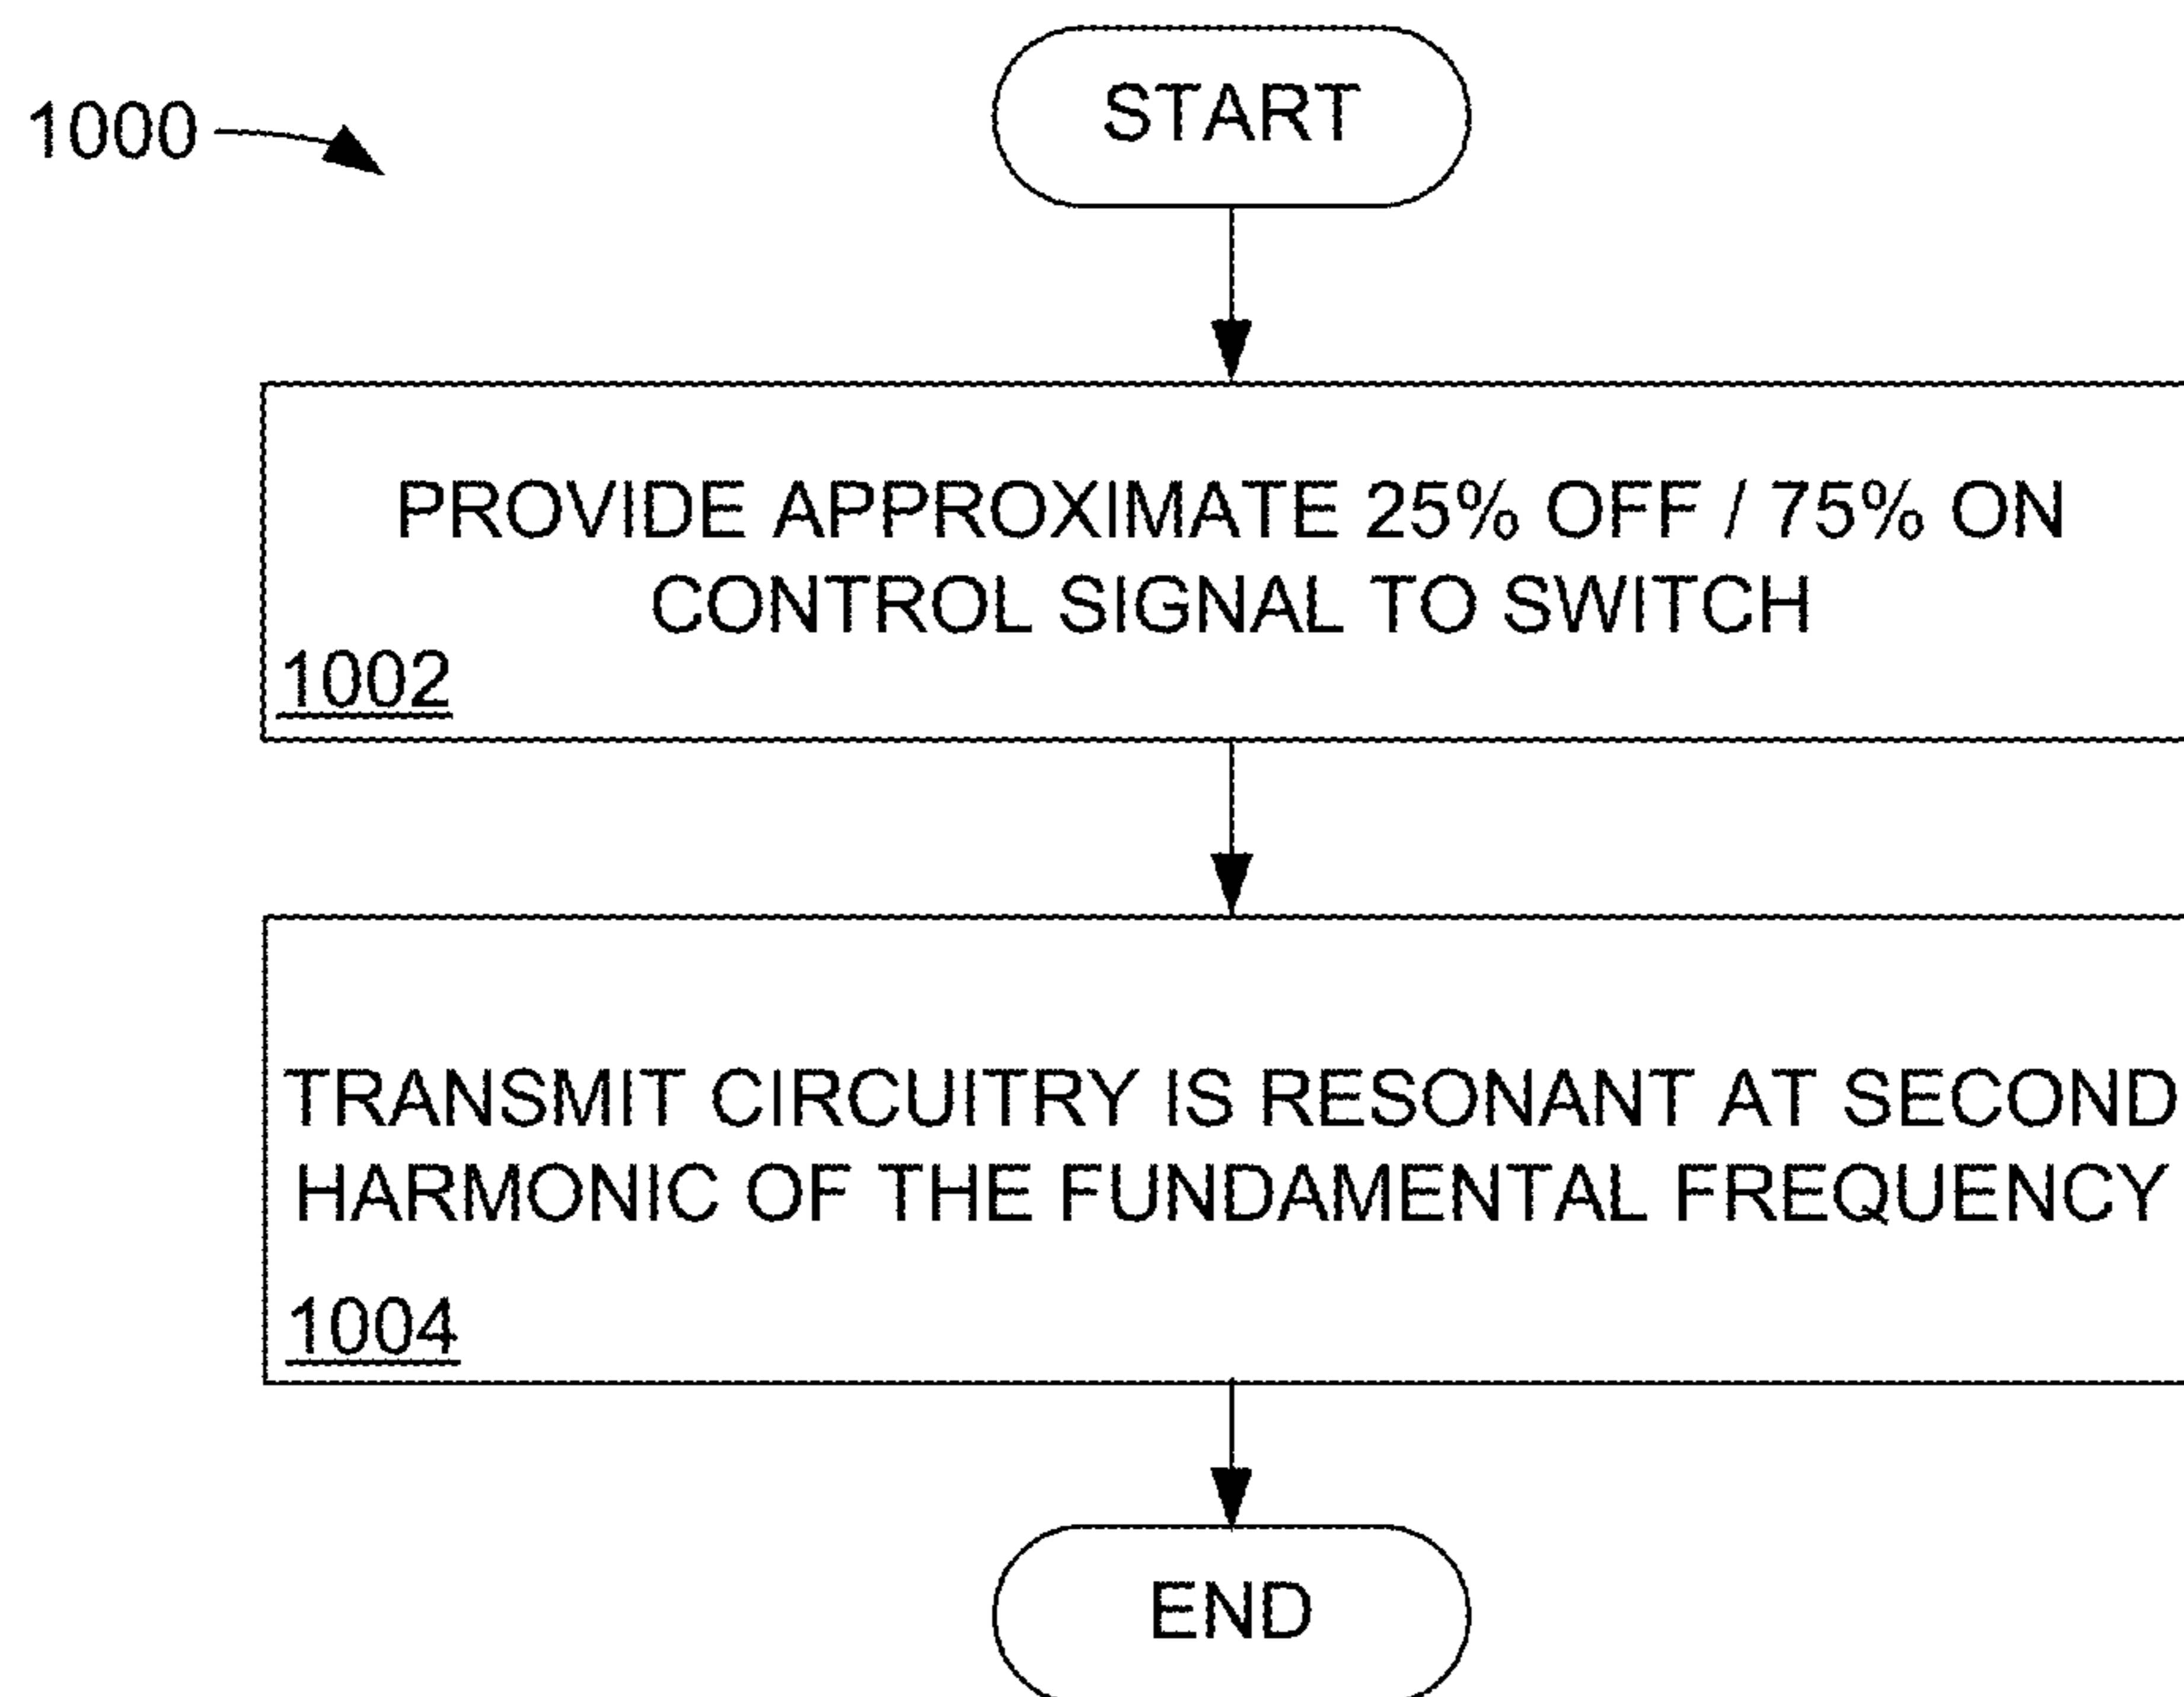 1000
START
PROVIDE APPROXIMATE 25% OFF / 75% ON
CONTROL SIGNAL TO SWITCH
1002
TRANSMIT CIRCUITRY IS RESONANT AT SECOND
HARMONIC OF THE FUNDAMENTAL FREQUENCY
1004
END